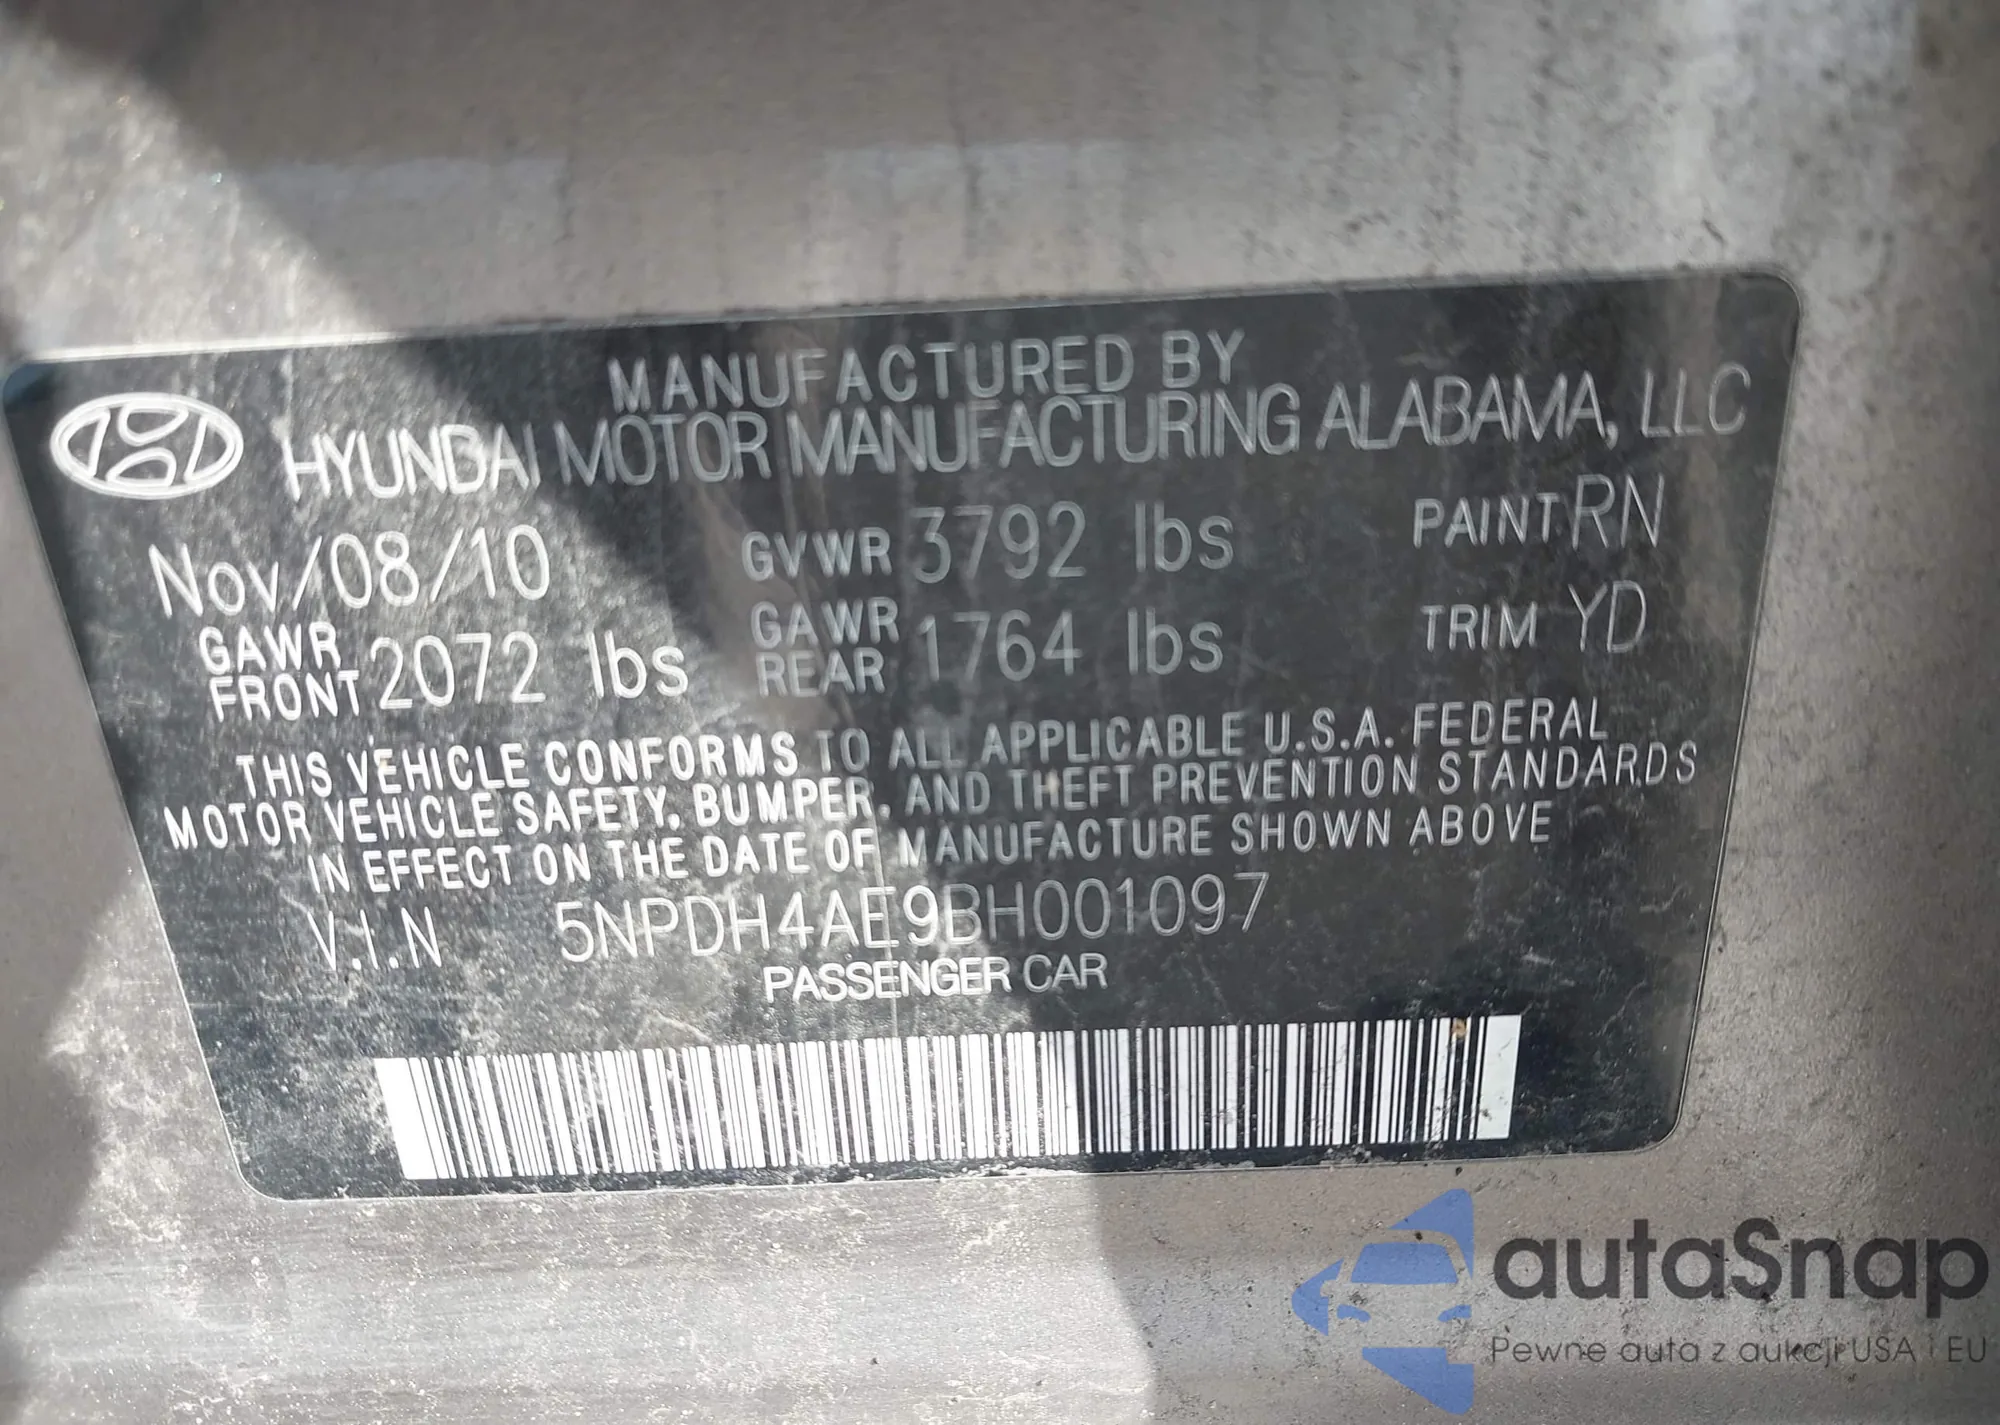 MANUFACTURED BY
HYUNDAI MOTOR MANUFACTURING ALABAMA, LLC
Nov/08/10 GVWR 3792 lbs PAINT: RN
GAWR FRONT 2072 lbs GAWR REAR 1764 lbs TRIM YD
THIS VEHICLE CONFORMS TO ALL APPLICABLE U.S.A. FEDERAL
MOTOR VEHICLE SAFETY, BUMPER, AND THEFT PREVENTION STANDARDS
IN EFFECT ON THE DATE OF MANUFACTURE SHOWN ABOVE
V.I.N 5NPDH4AE9BH001097
PASSENGER CAR
autaSnap
Pewne auta z aukcji USA i EU